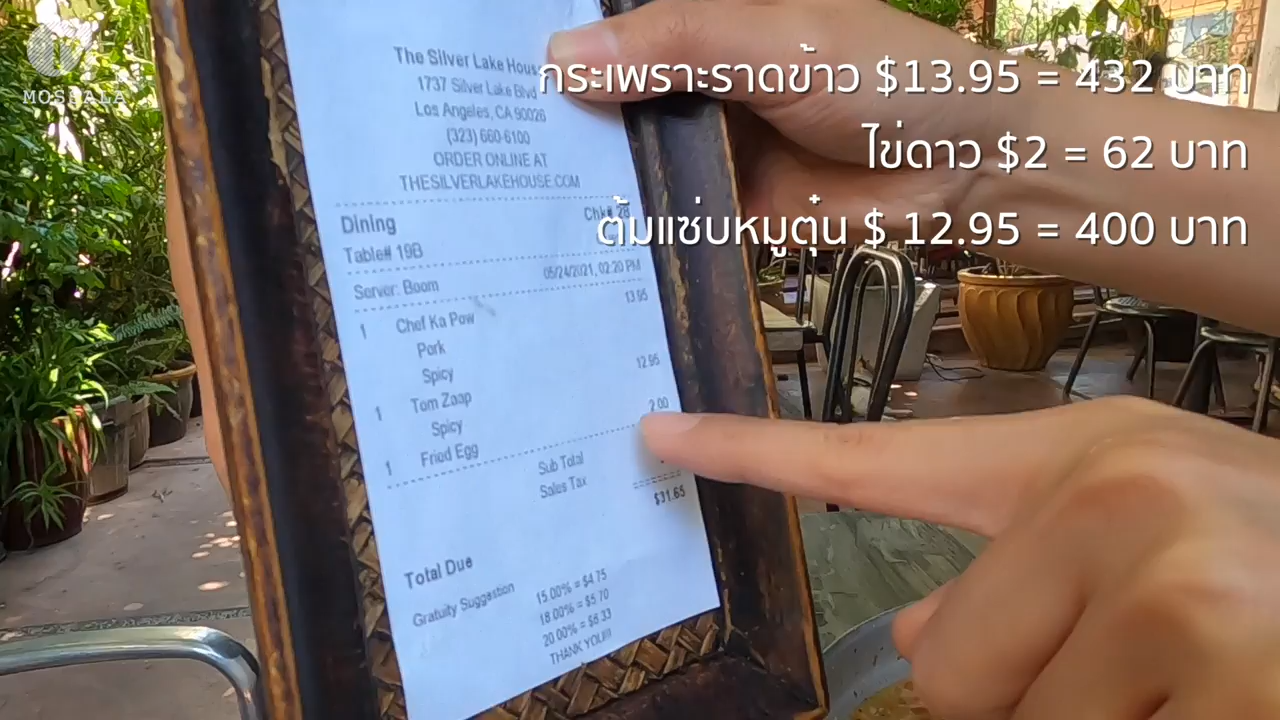 MOSPALA
กระเพราะราดข้าว $13.95 = 432 บาท
ไข่ดาว $2 = 62 บาท
ต้มแซ่บหมูตุ๋น $ 12.95 = 400 บาท
The Silver Lake House
1737 Silver Lake Blvd
Los Angeles, CA 90026
(323) 660-6100
ORDER ONLINE AT
THESILVERLAKEHOUSE.COM
Dining Chk# 28
Table# 19B
Server: Boom 05/24/2021, 02:20 PM
1 Chef Ka Pow 13.95
Pork
Spicy
1 Tom Zaap 12.95
Spicy
1 Fried Egg 2.00
Sub Total
Sales Tax
Total Due $31.65
Gratuity Suggestion 15.00% = $4.75
18.00% = $5.70
20.00% = $6.33
THANK YOU!!!